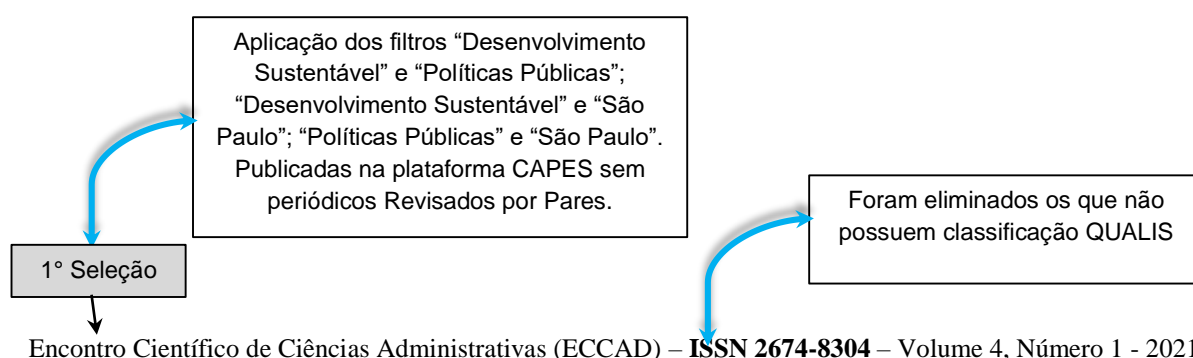 Aplicação dos filtros “Desenvolvimento
Sustentável” e “Políticas Públicas”;
“Desenvolvimento Sustentável” e “São
Paulo”; “Políticas Públicas” e “São Paulo”.
Publicadas na plataforma CAPES sem
periódicos Revisados por Pares.
Foram eliminados os que não
possuem classificação QUALIS
1° Seleção
Encontro Científico de Ciências Administrativas (ECCAD) – ISSN 2674-8304 – Volume 4, Número 1 - 2021